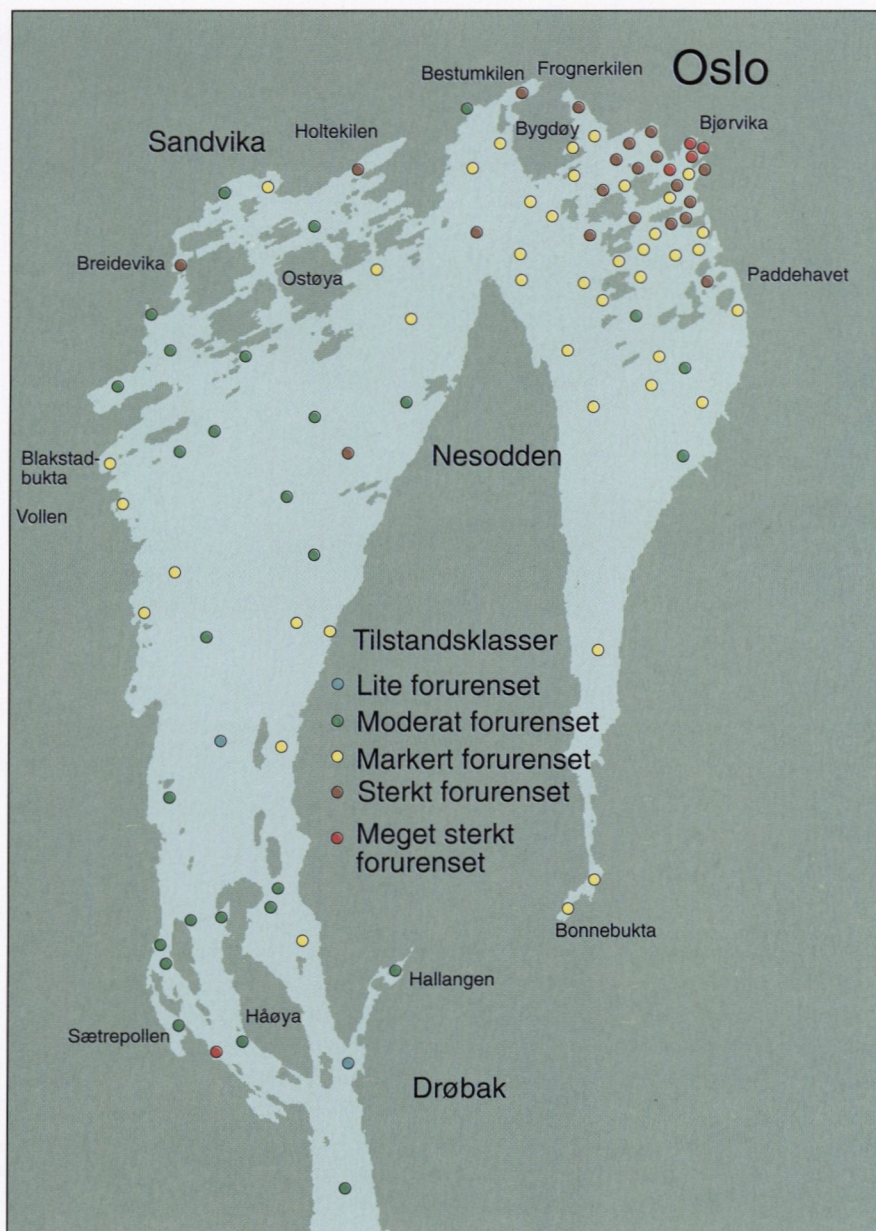 Oslo
Bestumkilen
Frognerkilen
Bjørvika
Sandvika
Holtekilen
Bygdøy
Breidevika
Ostøya
Paddehavet
Blakstad-
bukta
Nesodden
Vollen
Tilstandsklasser
Lite forurenset
Moderat forurenset
Markert forurenset
Sterkt forurenset
Meget sterkt
forurenset
Bonnebukta
Hallangen
Håøya
Sætrepollen
Drøbak